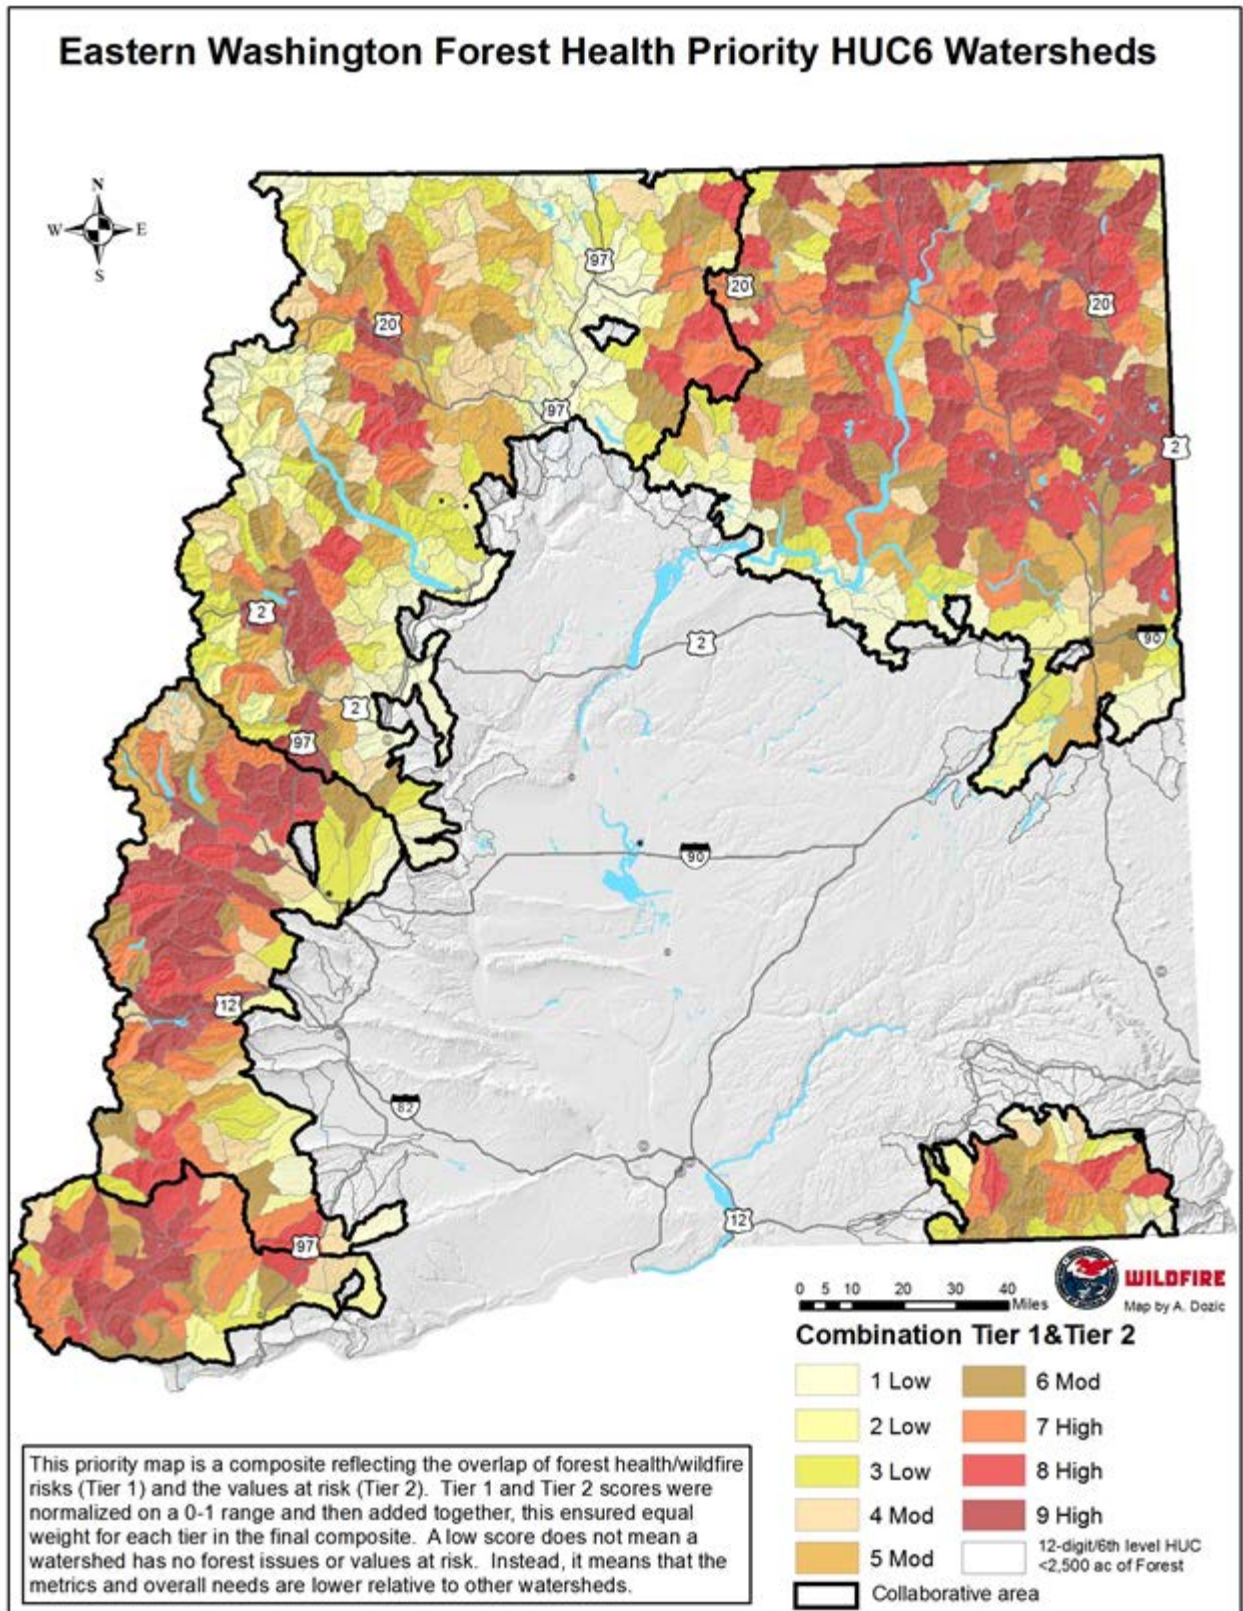 Eastern Washington Forest Health Priority HUC6 Watersheds
N
W E
S
97
20
20
20
97
2
2
2
90
2
97
90
12
82
97
12
WILDFIRE
Map by A. Dozic
0 5 10 20 30 40
Miles
Combination Tier 1&Tier 2
1 Low
2 Low
3 Low
4 Mod
5 Mod
6 Mod
7 High
8 High
9 High
12-digit/6th level HUC
<2,500 ac of Forest
Collaborative area
This priority map is a composite reflecting the overlap of forest health/wildfire
risks (Tier 1) and the values at risk (Tier 2). Tier 1 and Tier 2 scores were
normalized on a 0-1 range and then added together, this ensured equal
weight for each tier in the final composite. A low score does not mean a
watershed has no forest issues or values at risk. Instead, it means that the
metrics and overall needs are lower relative to other watersheds.